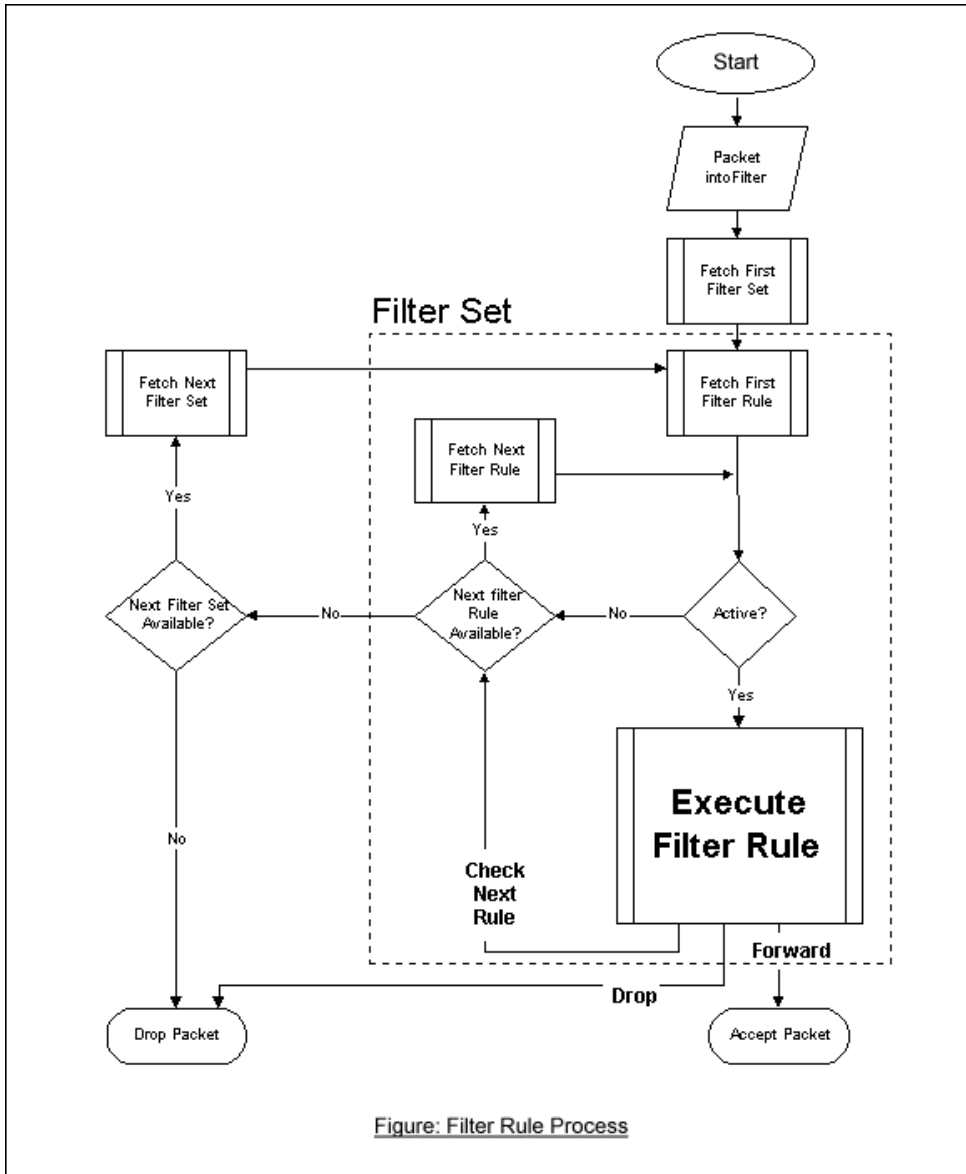 Start
Packet
intoFilter
Fetch First
Filter Set
Filter Set
Fetch Next
Filter Set
Fetch First
Filter Rule
Fetch Next
Filter Rule
Yes
Yes
Next Filter Set
Available?
No
Next filter
Rule
Available?
No
Active?
Yes
Execute
Filter Rule
No
Check
Next
Rule
Forward
Drop
Drop Packet
Accept Packet
Figure: Filter Rule Process